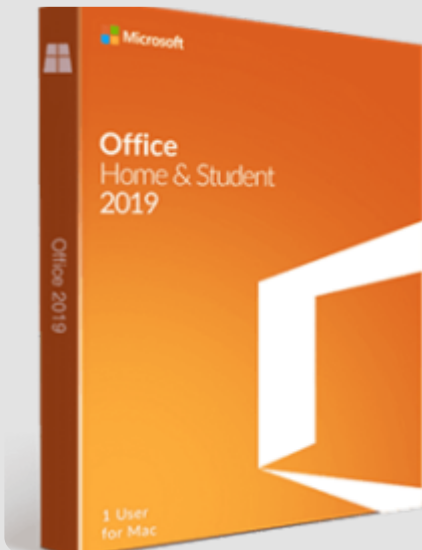 Microsoft
Office
Home & Student
2019
Office 2019
1 User
for Mac